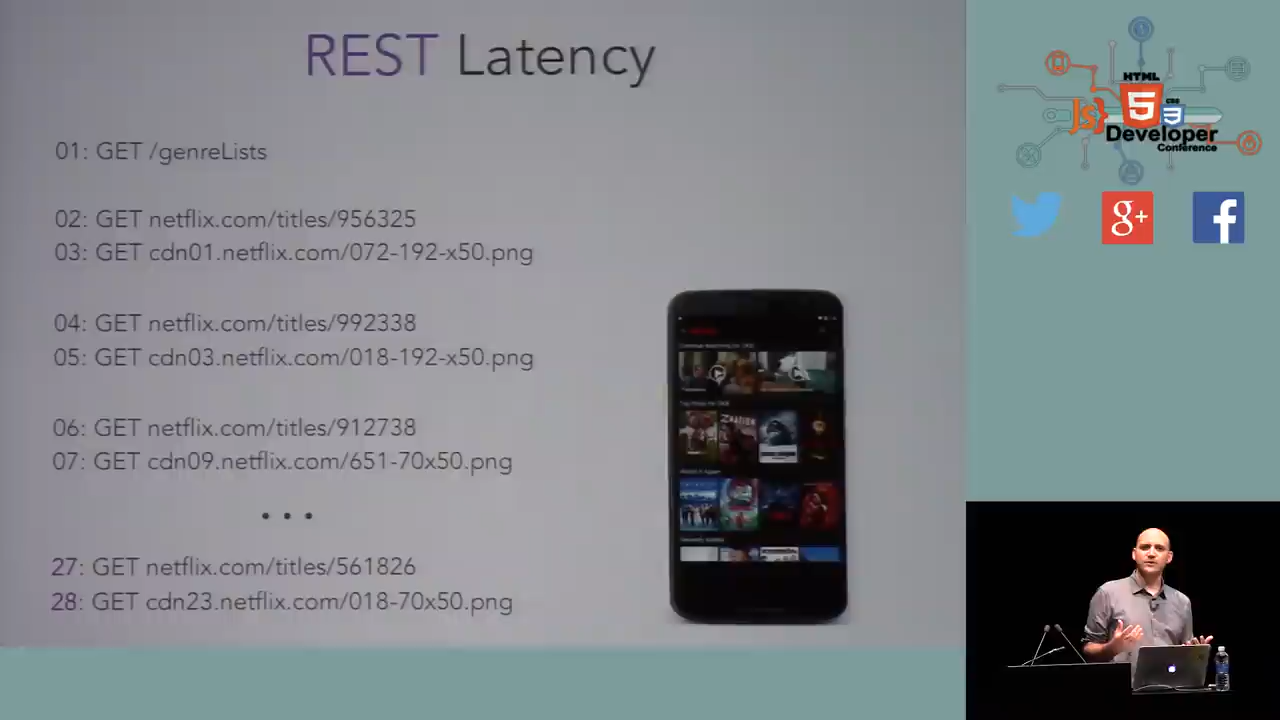 REST Latency
01: GET /genreLists
02: GET netflix.com/titles/956325
03: GET cdn01.netflix.com/072-192-x50.png
04: GET netflix.com/titles/992338
05: GET cdn03.netflix.com/018-192-x50.png
06: GET netflix.com/titles/912738
07: GET cdn09.netflix.com/651-70x50.png
• • •
27: GET netflix.com/titles/561826
28: GET cdn23.netflix.com/018-70x50.png
HTML
5
CSS
3
JS}
Developer
Conference
g+
f